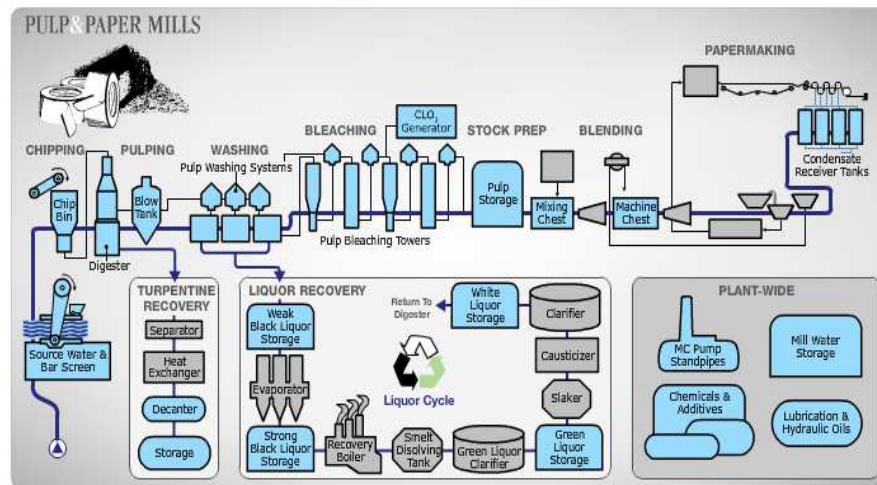 PULP&PAPER MILLS
PAPERMAKING
CLO2
Generator
BLEACHING
STOCK PREP
BLENDING
CHIPPING
PULPING
WASHING
Pulp Washing Systems
Condensate
Receiver Tanks
Chip
Bin
Blow
Tank
Pulp
Storage
Mixing
Chest
Machine
Chest
Pulp Bleaching Towers
Digester
TURPENTINE
RECOVERY
Separator
Heat
Exchanger
Decanter
Storage
LIQUOR RECOVERY
Weak
Black Liquor
Storage
Evaporator
Strong
Black Liquor
Storage
Recovery
Boiler
Smelt
Disolving
Tank
Green Liquor
Clarifier
Green
Liquor
Storage
Slaker
Causticizer
Clarifier
White
Liquor
Storage
Return To
Digester
Liquor Cycle
PLANT-WIDE
MC Pump
Standpipes
Mill Water
Storage
Chemicals &
Additives
Lubrication &
Hydraulic Oils
Source Water &
Bar Screen